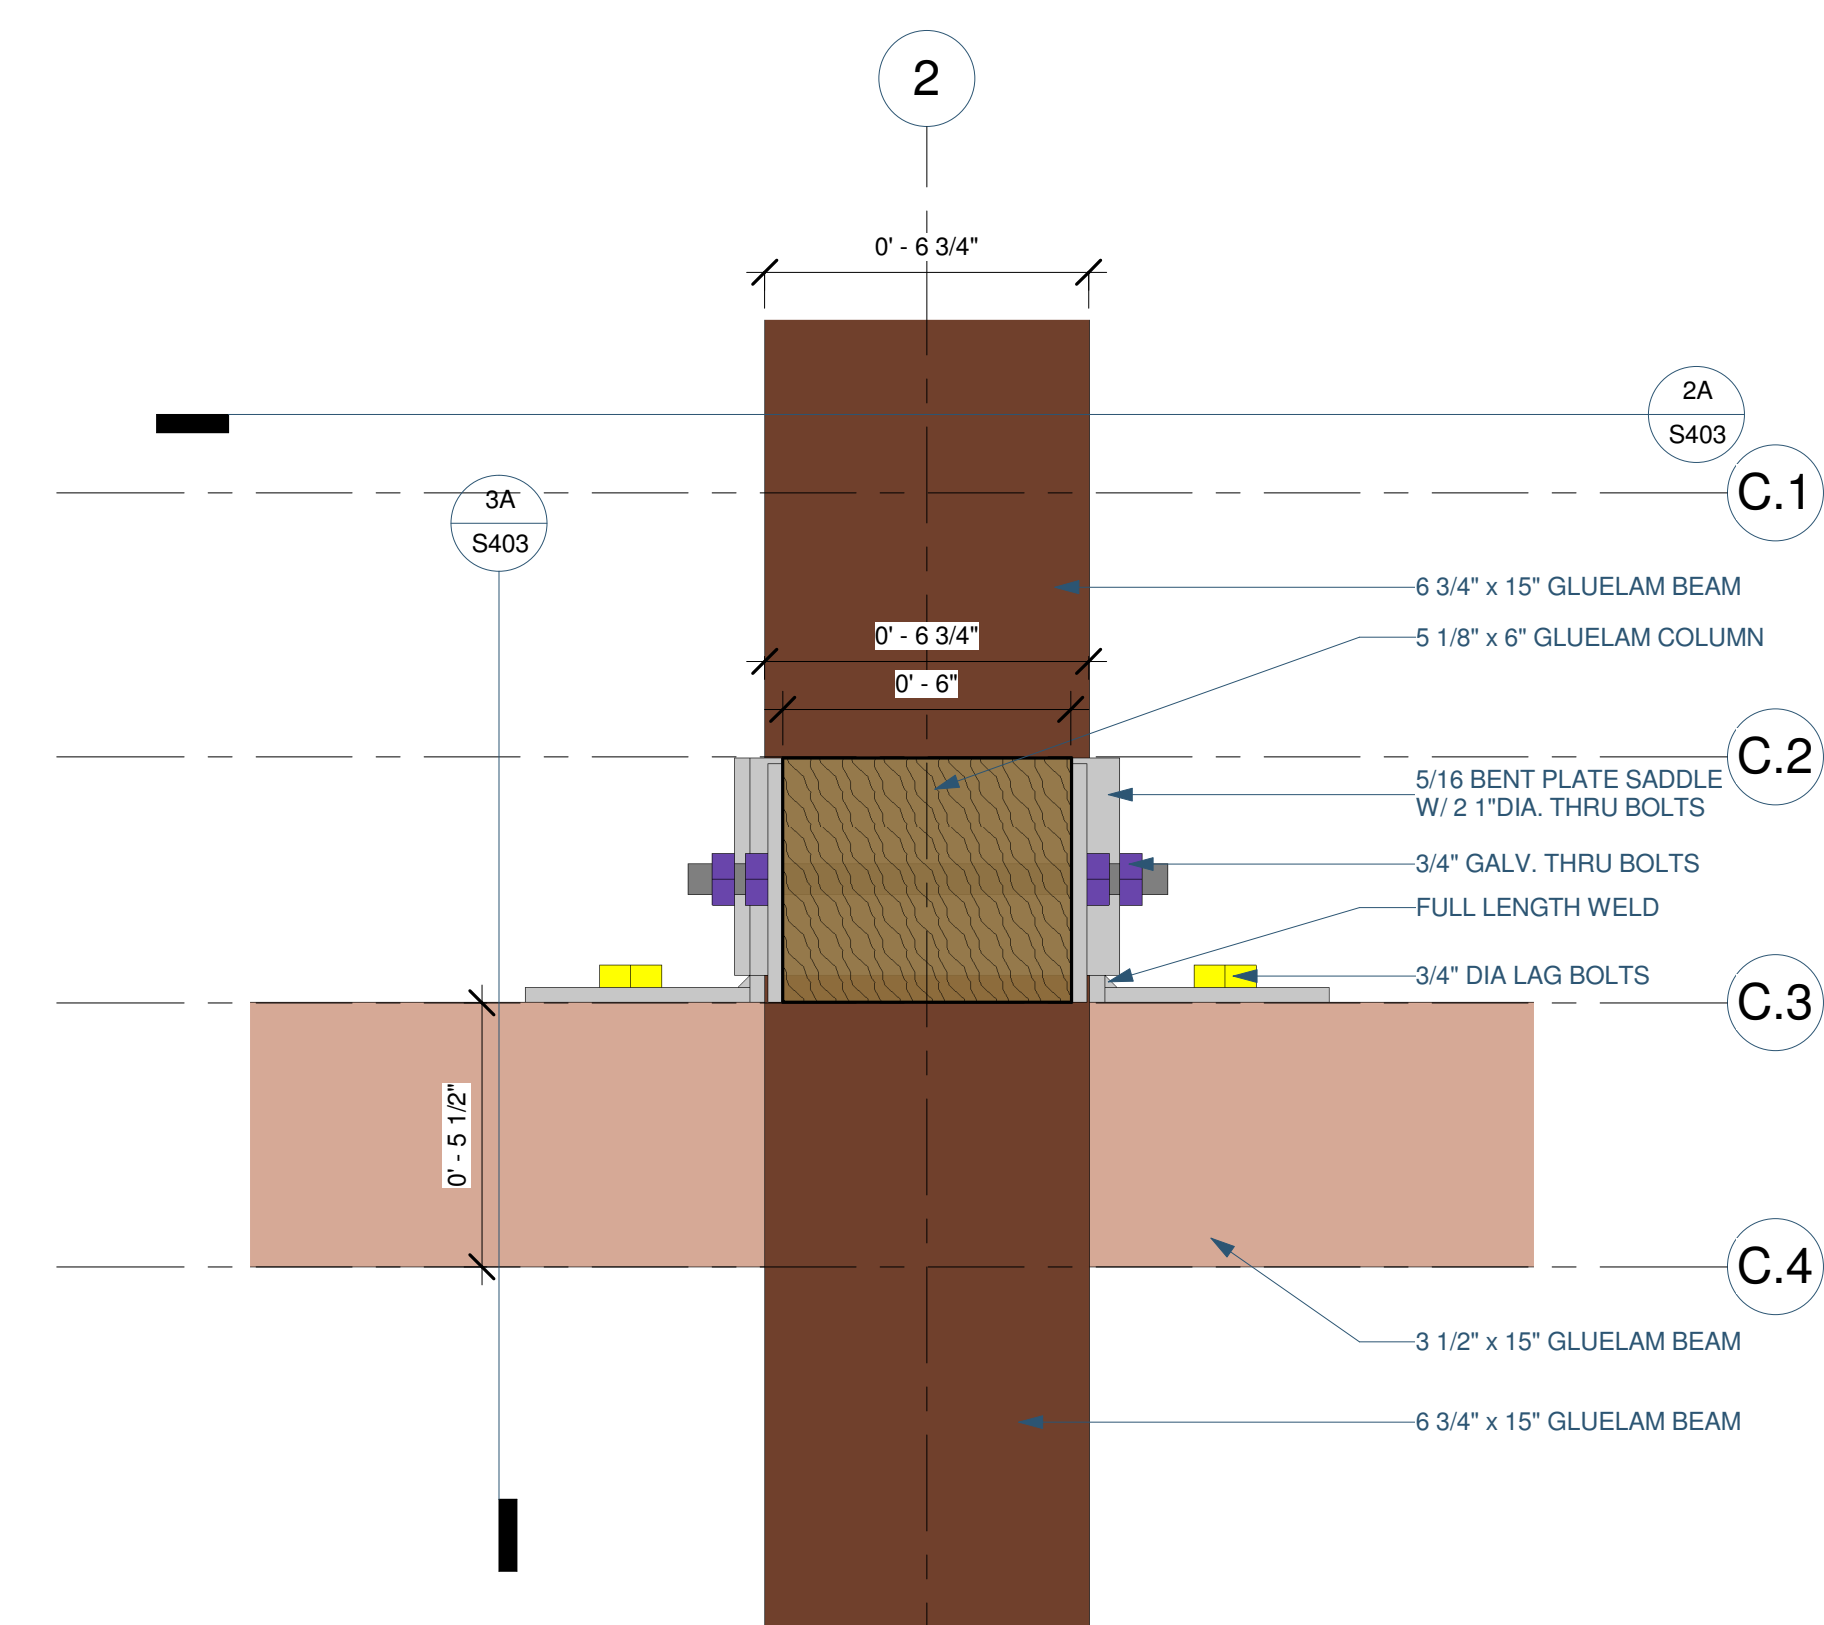 2
0' - 6 3/4"
2A
S403
C.1
3A
S403
6 3/4" x 15" GLUELAM BEAM
0' - 6 3/4"
5 1/8" x 6" GLUELAM COLUMN
0' - 6"
C.2
5/16 BENT PLATE SADDLE
W/ 2 1"DIA. THRU BOLTS
3/4" GALV. THRU BOLTS
FULL LENGTH WELD
3/4" DIA LAG BOLTS
C.3
0' - 5 1/2"
C.4
3 1/2" x 15" GLUELAM BEAM
6 3/4" x 15" GLUELAM BEAM